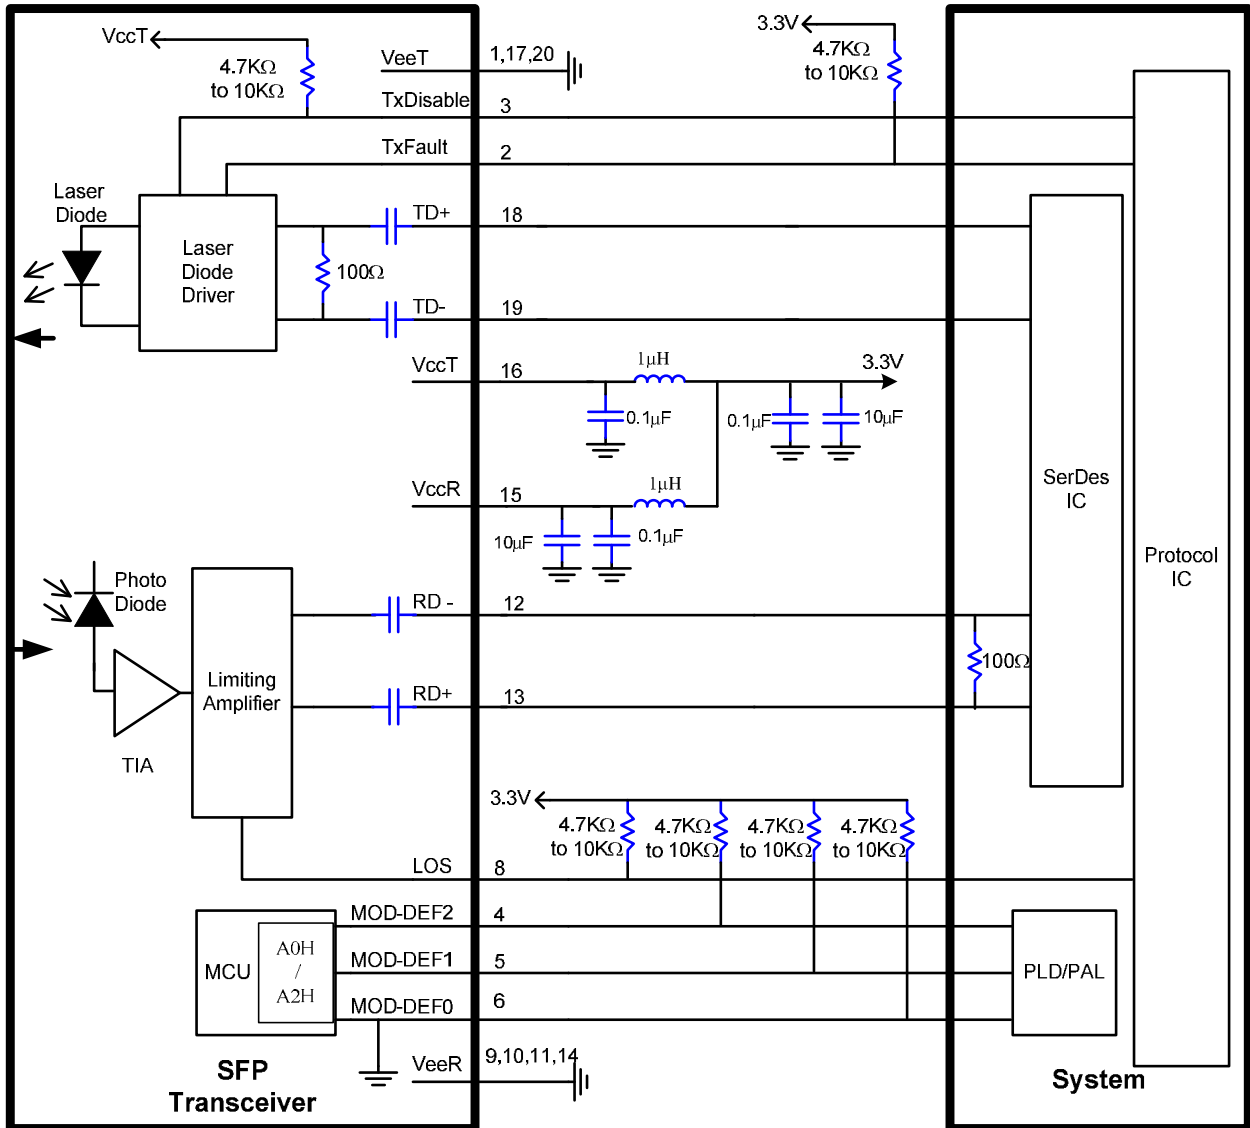 VccT
4.7KΩ
to 10KΩ
VeeT
1,17,20
3.3V
4.7KΩ
to 10KΩ
TxDisable
3
TxFault
2
Laser
Diode
Laser
Diode
Driver
TD+
18
100Ω
TD-
19
VccT
16
1μH
3.3V
0.1μF
0.1μF
10μF
VccR
15
1μH
10μF
0.1μF
SerDes
IC
Protocol
IC
Photo
Diode
RD -
12
Limiting
Amplifier
RD+
13
100Ω
TIA
3.3V
4.7KΩ
to 10KΩ
4.7KΩ
to 10KΩ
4.7KΩ
to 10KΩ
4.7KΩ
to 10KΩ
LOS
8
MOD-DEF2
4
MCU
A0H
/
A2H
MOD-DEF1
5
PLD/PAL
MOD-DEF0
6
VeeR
9,10,11,14
SFP
Transceiver
System